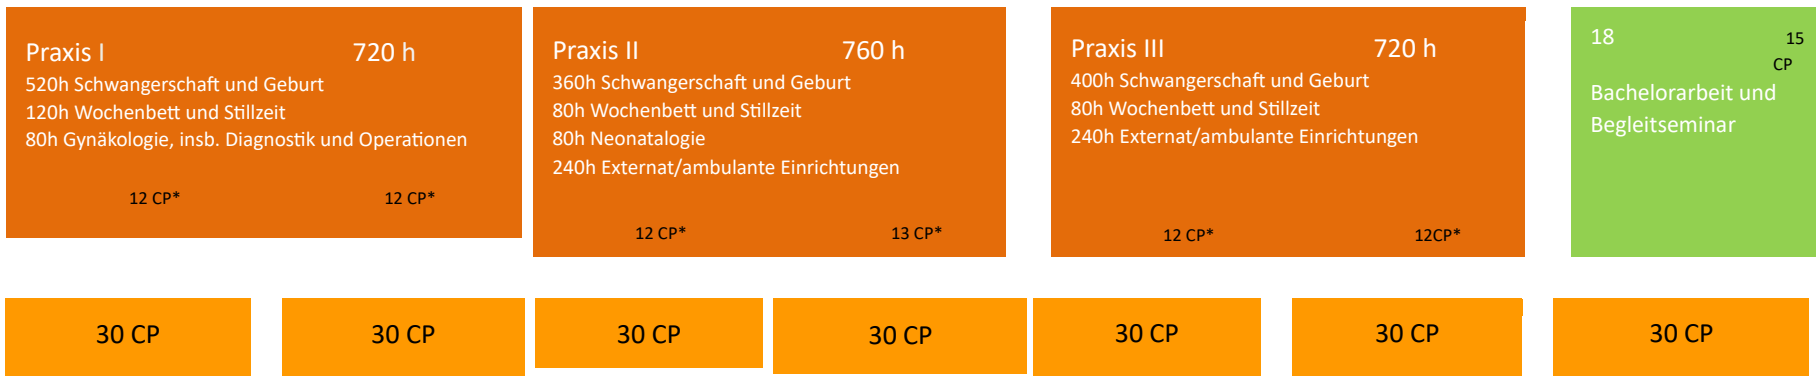 Praxis I 720 h
520h Schwangerschaft und Geburt
120h Wochenbett und Stillzeit
80h Gynäkologie, insb. Diagnostik und Operationen
12 CP* 12 CP*
Praxis II 760 h
360h Schwangerschaft und Geburt
80h Wochenbett und Stillzeit
80h Neonatalogie
240h Externat/ambulante Einrichtungen
12 CP* 13 CP*
Praxis III 720 h
400h Schwangerschaft und Geburt
80h Wochenbett und Stillzeit
240h Externat/ambulante Einrichtungen
12 CP* 12CP*
18 15
CP
Bachelorarbeit und
Begleitseminar
30 CP 30 CP 30 CP 30 CP 30 CP 30 CP 30 CP